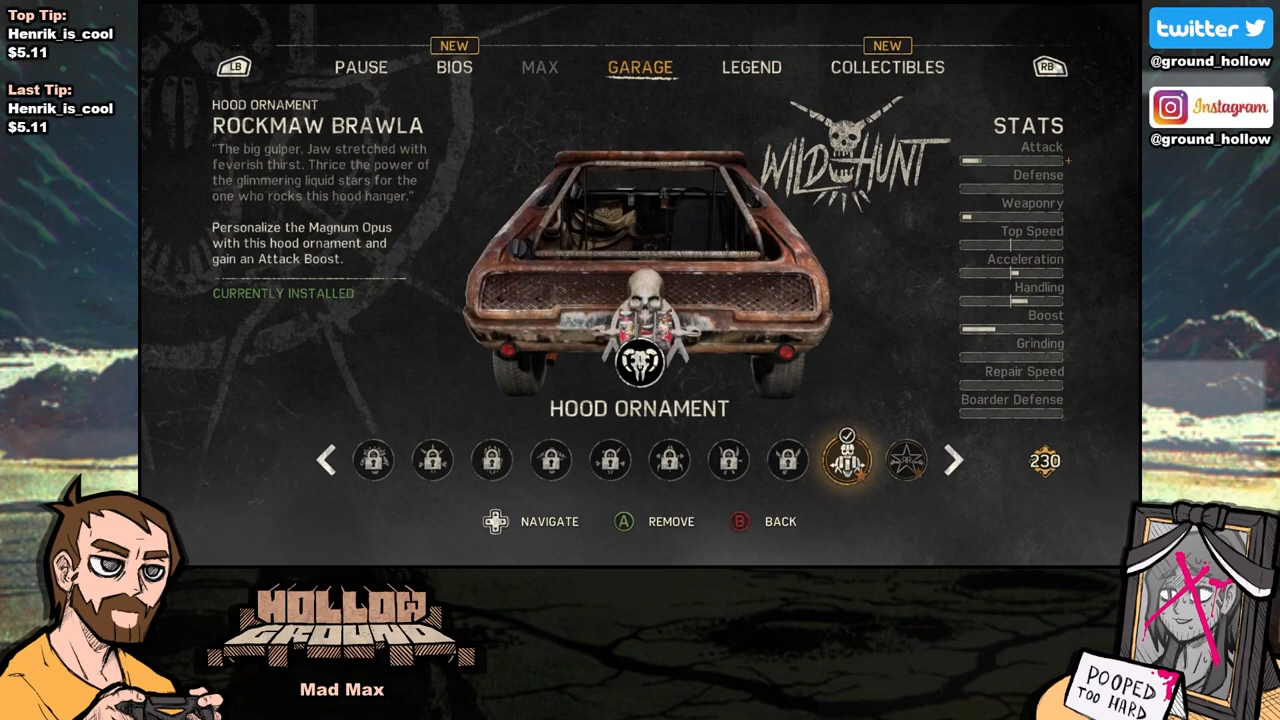 Top Tip:
Henrik_is_cool
$5.11
Last Tip:
Henrik_is_cool
$5.11
twitter
@ground_hollow
Instagram
@ground_hollow
NEW
NEW
LB
PAUSE
BIOS
MAX
GARAGE
LEGEND
COLLECTIBLES
RB
HOOD ORNAMENT
ROCKMAW BRAWLA
"The big gulper. Jaw stretched with
feverish thirst. Thrice the power of
the glimmering liquid stars for the
one who rocks this hood hanger."
Personalize the Magnum Opus
with this hood ornament and
gain an Attack Boost.
CURRENTLY INSTALLED
WILD HUNT
STATS
Attack
Defense
Weaponry
Top Speed
Acceleration
Handling
Boost
Grinding
Repair Speed
Boarder Defense
HOOD ORNAMENT
230
NAVIGATE
A REMOVE
B BACK
HOLLOW
GROUND
Mad Max
POOPED
TOO HARD